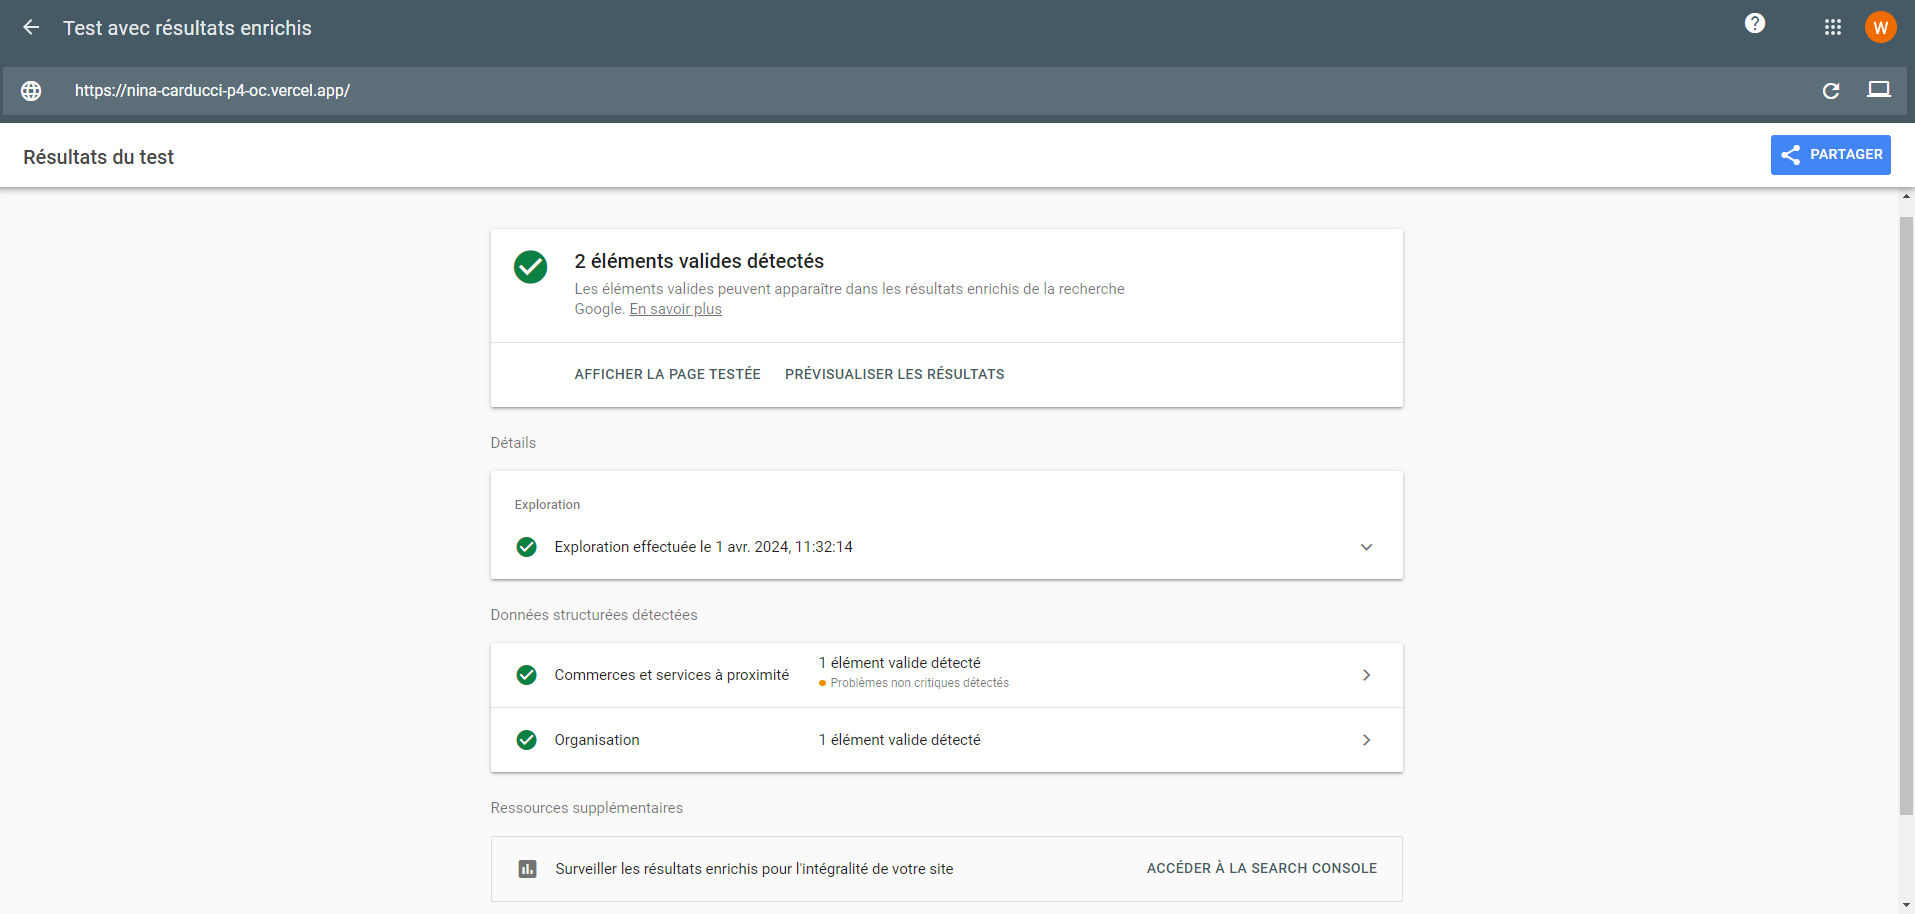 Test avec résultats enrichis
?
W
https://nina-carducci-p4-oc.vercel.app/
Résultats du test
PARTAGER
2 éléments valides détectés
Les éléments valides peuvent apparaître dans les résultats enrichis de la recherche
Google. En savoir plus
AFFICHER LA PAGE TESTÉE PRÉVISUALISER LES RÉSULTATS
Détails
Exploration
Exploration effectuée le 1 avr. 2024, 11:32:14
Données structurées détectées
Commerces et services à proximité
1 élément valide détecté
Problèmes non critiques détectés
Organisation
1 élément valide détecté
Ressources supplémentaires
Surveiller les résultats enrichis pour l'intégralité de votre site
ACCÉDER À LA SEARCH CONSOLE